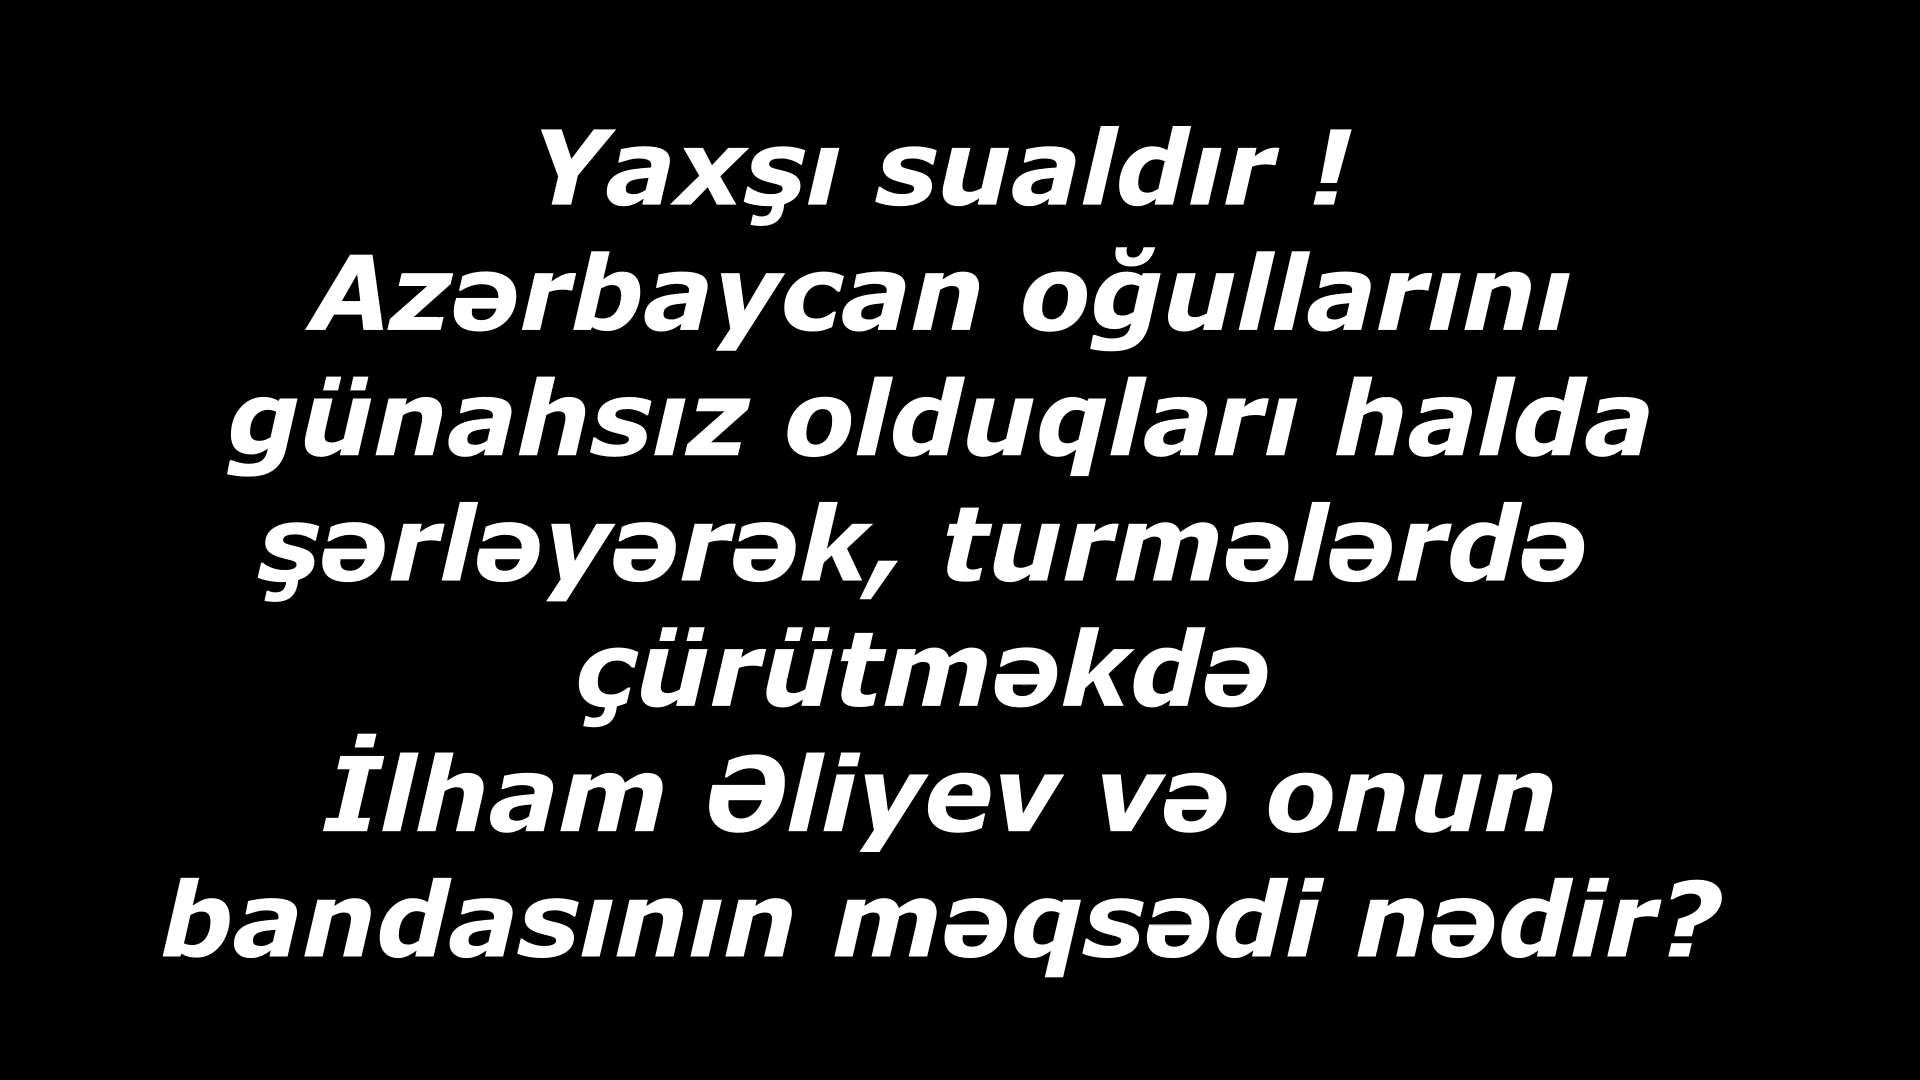 Yaxşı sualdır !
Azərbaycan oğullarını
günahsız olduqları halda
şərləyərək, turmələrdə
çürütməkdə
İlham Əliyev və onun
bandasının məqsədi nədir?